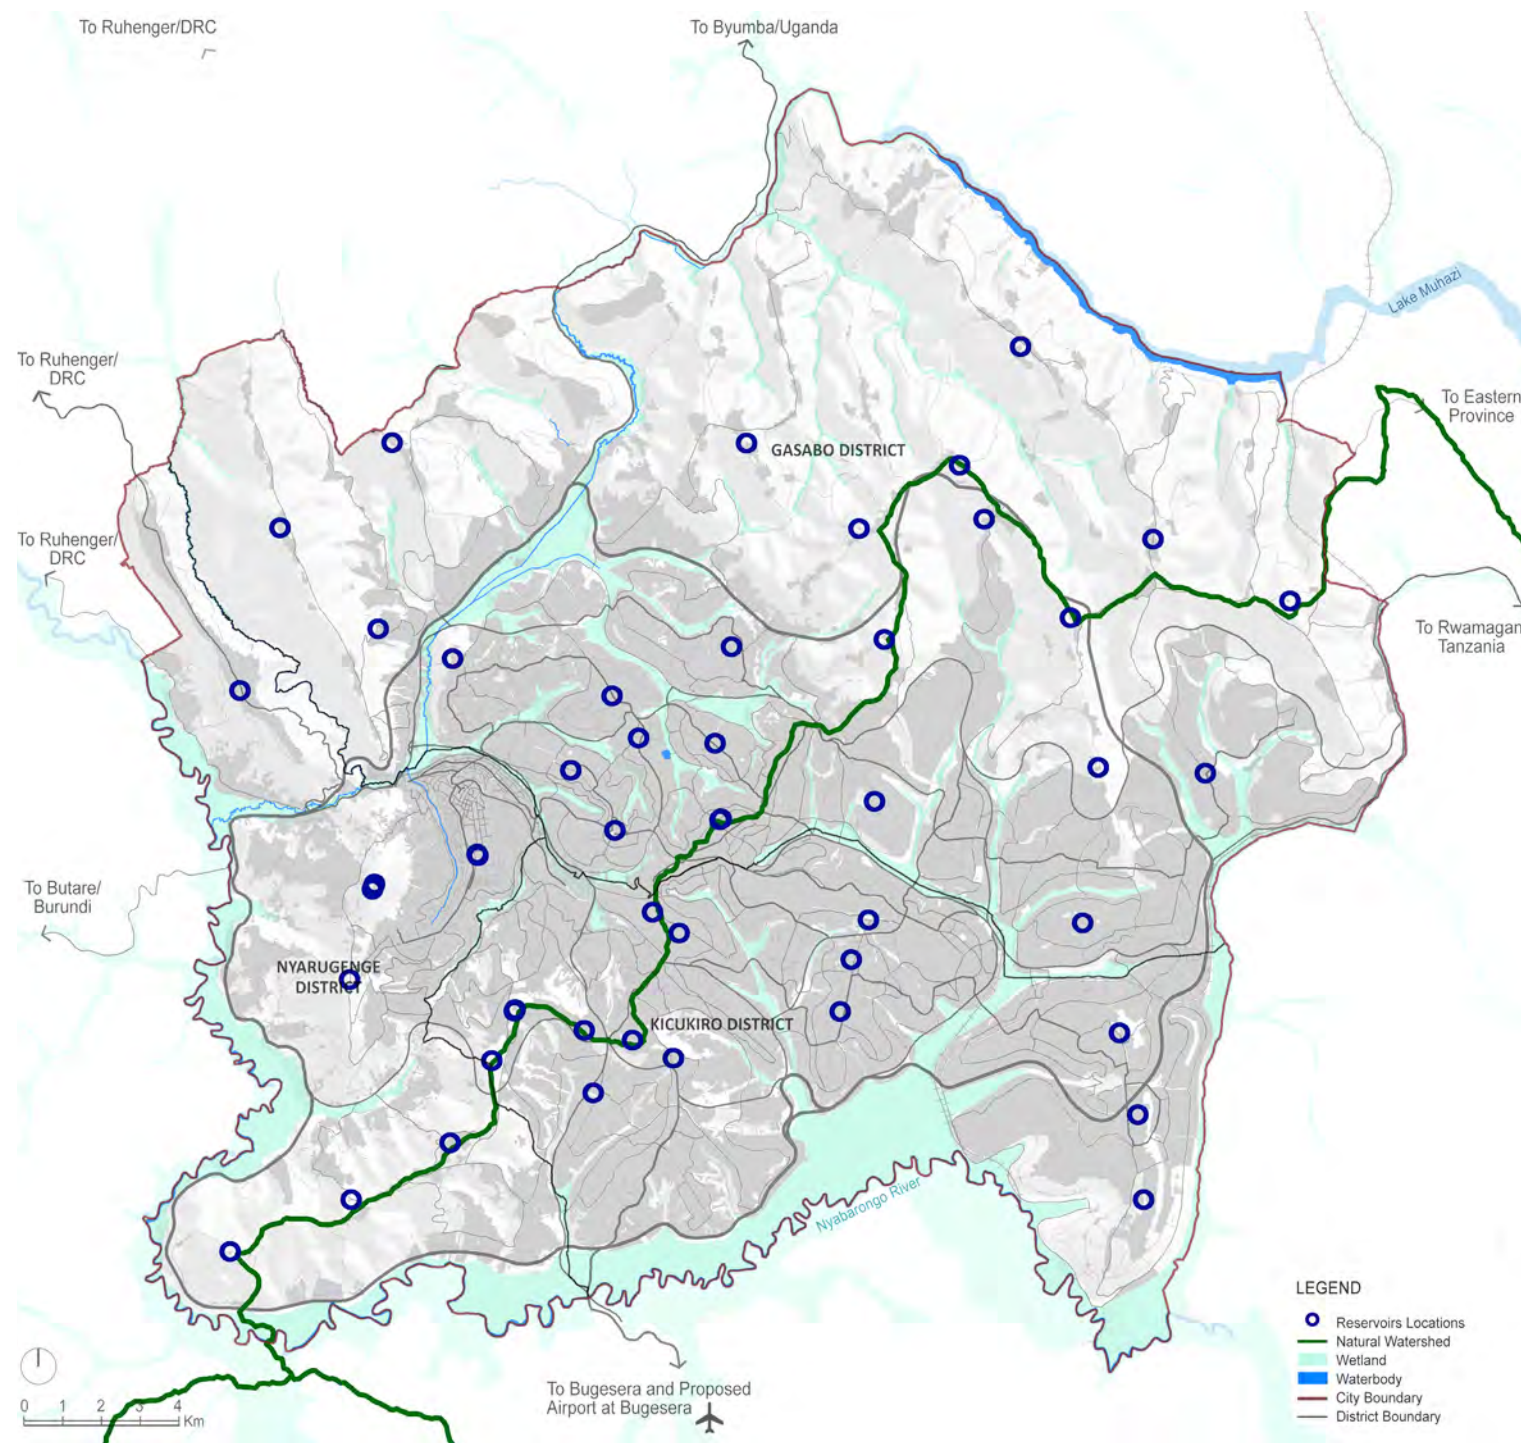 To Ruhenger/DRC
To Byumba/Uganda
Lake Muhazi
To Ruhenger/
DRC
To Eastern
Province
GASABO DISTRICT
To Ruhenger/
DRC
To Rwamagan
Tanzania
To Butare/
Burundi
NYARUGENGE
DISTRICT
KICUKIRO DISTRICT
Nyabarongo River
LEGEND
Reservoirs Locations
Natural Watershed
Wetland
Waterbody
City Boundary
District Boundary
To Bugesera and Proposed
Airport at Bugesera
0 1 2 3 4
Km